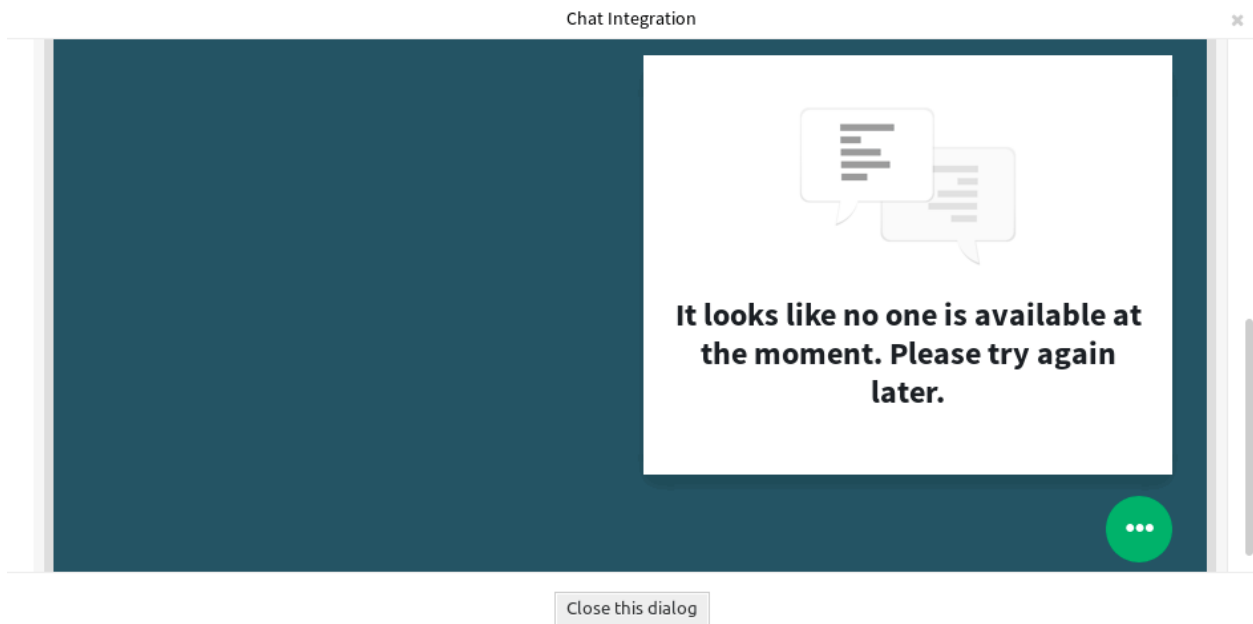 Chat Integration
It looks like no one is available at
the moment. Please try again
later.
Close this dialog